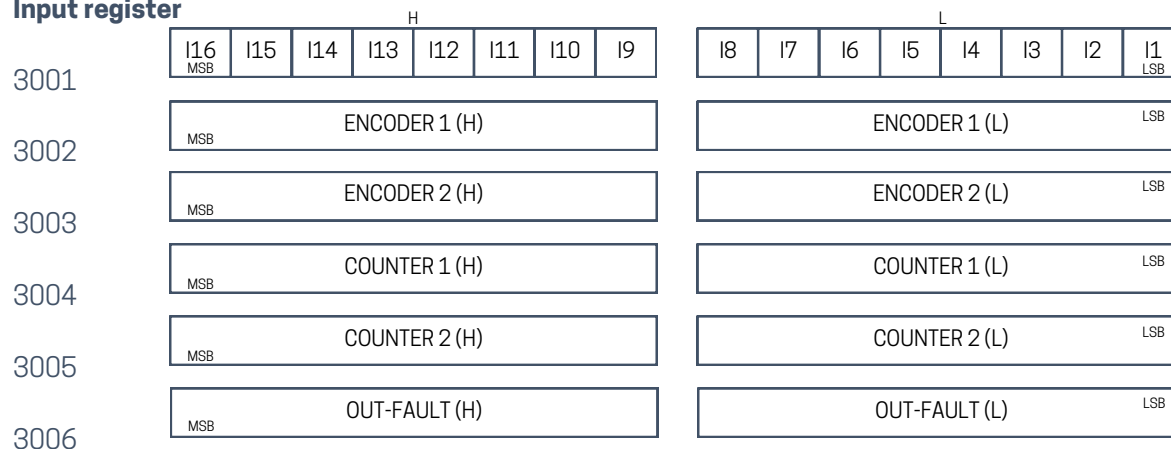 Input register
H L
I16 I15 I14 I13 I12 I11 I10 I9 I8 I7 I6 I5 I4 I3 I2 I1
MSB LSB
3001
ENCODER 1 (H) ENCODER 1 (L) LSB
MSB
3002
ENCODER 2 (H) ENCODER 2 (L) LSB
MSB
3003
COUNTER 1 (H) COUNTER 1 (L) LSB
MSB
3004
COUNTER 2 (H) COUNTER 2 (L) LSB
MSB
3005
OUT-FAULT (H) OUT-FAULT (L) LSB
MSB
3006